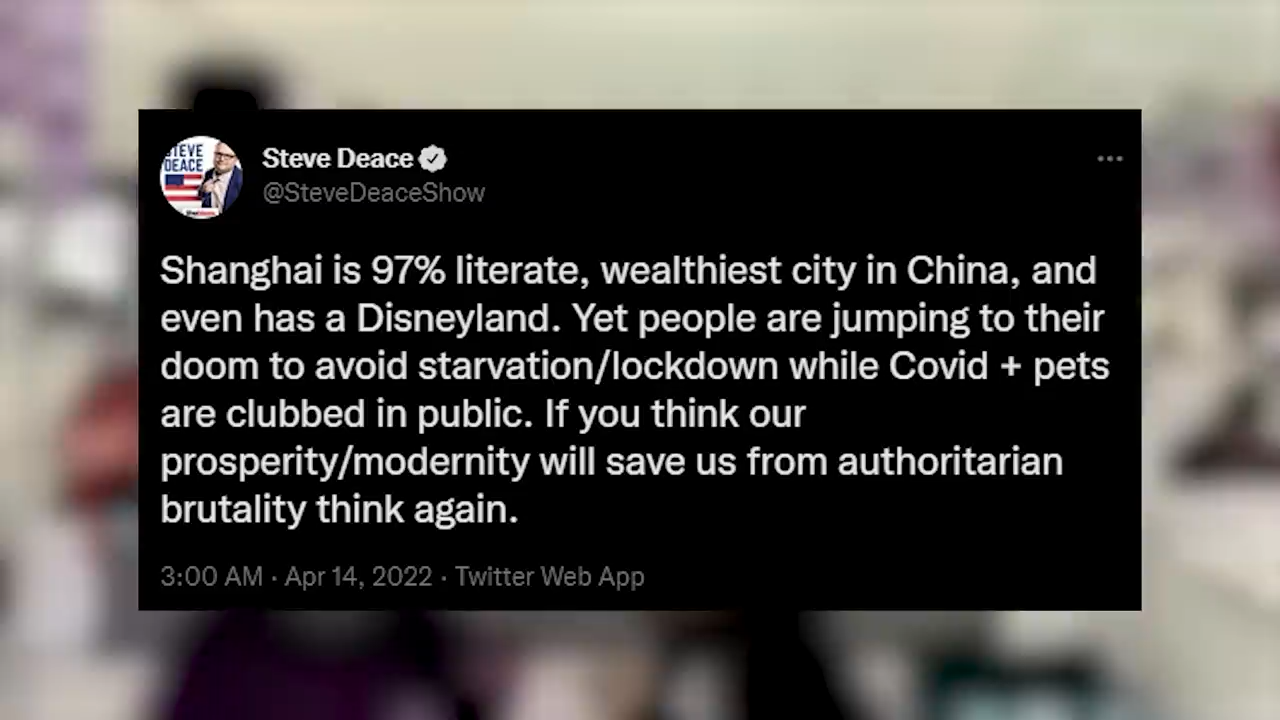 STEVE
DEACE
Steve Deace
@SteveDeaceShow
Shanghai is 97% literate, wealthiest city in China, and
even has a Disneyland. Yet people are jumping to their
doom to avoid starvation/lockdown while Covid + pets
are clubbed in public. If you think our
prosperity/modernity will save us from authoritarian
brutality think again.
3:00 AM · Apr 14, 2022 · Twitter Web App